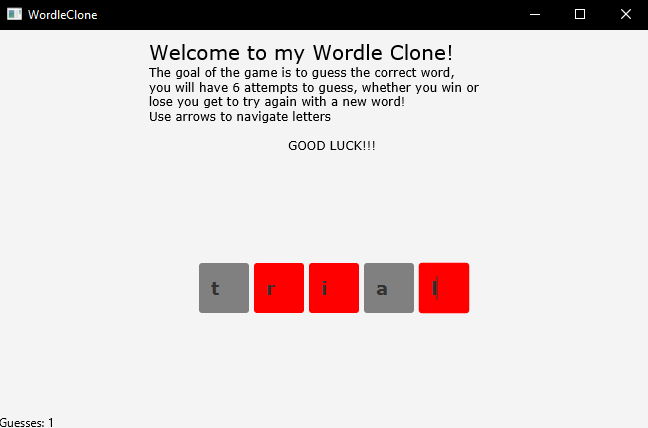 WordleClone
Welcome to my Wordle Clone!
The goal of the game is to guess the correct word,
you will have 6 attempts to guess, whether you win or
lose you get to try again with a new word!
Use arrows to navigate letters
GOOD LUCK!!!
t r i a l
Guesses: 1